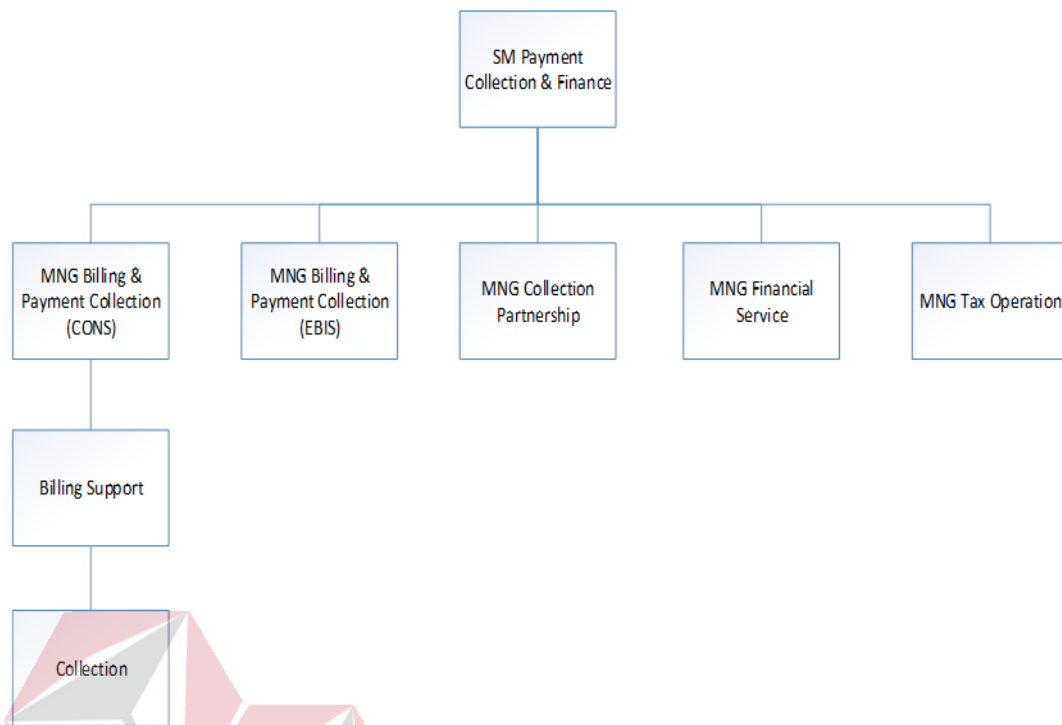 SM Payment
Collection & Finance
MNG Billing &
Payment Collection
(CONS)
MNG Billing &
Payment Collection
(EBIS)
MNG Collection
Partnership
MNG Financial
Service
MNG Tax Operation
Billing Support
Collection